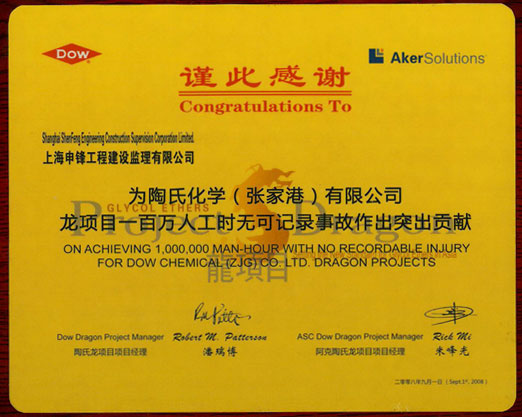 Dow
AkerSolutions
谨此感谢
Congratulations To
Shanghai ShenFeng Engineering Construction Supervision Corporation Limited.
上海申锋工程建设监理有限公司
为陶氏化学（张家港）有限公司
GLYCOL ETHERS
Project Dragon
龙项目一百万人工时无可记录事故作出突出贡献
ON ACHIEVING 1,000,000 MAN-HOUR WITH NO RECORDABLE INJURY
FOR DOW CHEMICAL (ZJG) CO. LTD. DRAGON PROJECTS
龍項目
Dow Dragon Project Manager Robert M. Patterson
陶氏龙项目项目经理 潘瑞博
ASC Dow Dragon Project Manager Rick Mi
阿克陶氏龙项目项目经理 米峰光
二零零八年九月一日 （Sept.1st, 2008）